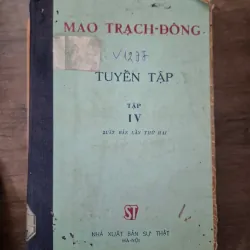 MAO TRẠCH-ĐÔNG
V1297
TUYỂN TẬP
TẬP
IV
XUẤT BẢN LẦN THỨ HAI
ST
NHÀ XUẤT BẢN SỰ THẬT
HÀ-NỘI